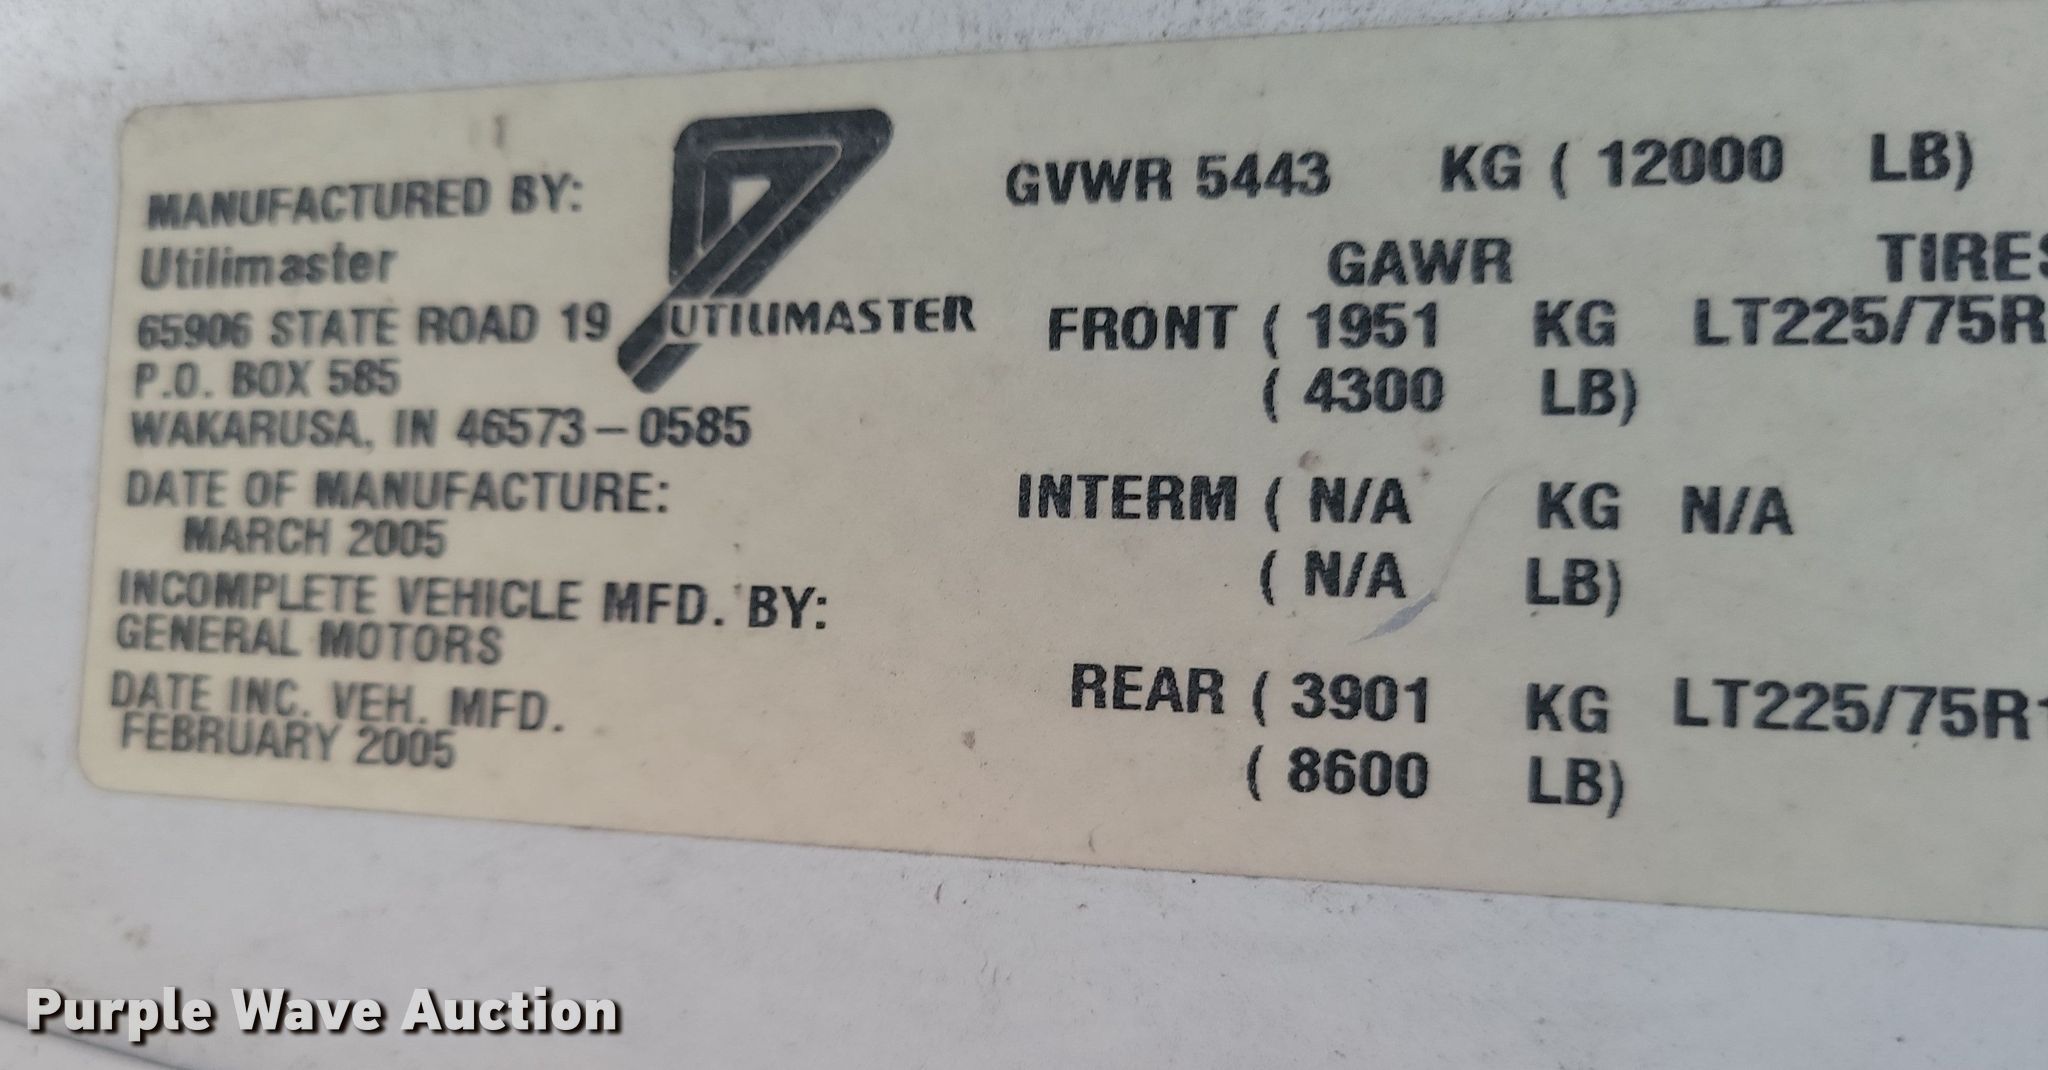 MANUFACTURED BY:
Utilimaster
65906 STATE ROAD 19
P.O. BOX 585
WAKARUSA, IN 46573-0585
DATE OF MANUFACTURE:
MARCH 2005
INCOMPLETE VEHICLE MFD. BY:
GENERAL MOTORS
DATE INC. VEH. MFD.
FEBRUARY 2005
UTILIMASTER
GVWR 5443 KG ( 12000 LB)
GAWR TIRES
FRONT ( 1951 KG LT225/75R
( 4300 LB)
INTERM ( N/A KG N/A
( N/A LB)
REAR ( 3901 KG LT225/75R1
( 8600 LB)
Purple Wave Auction